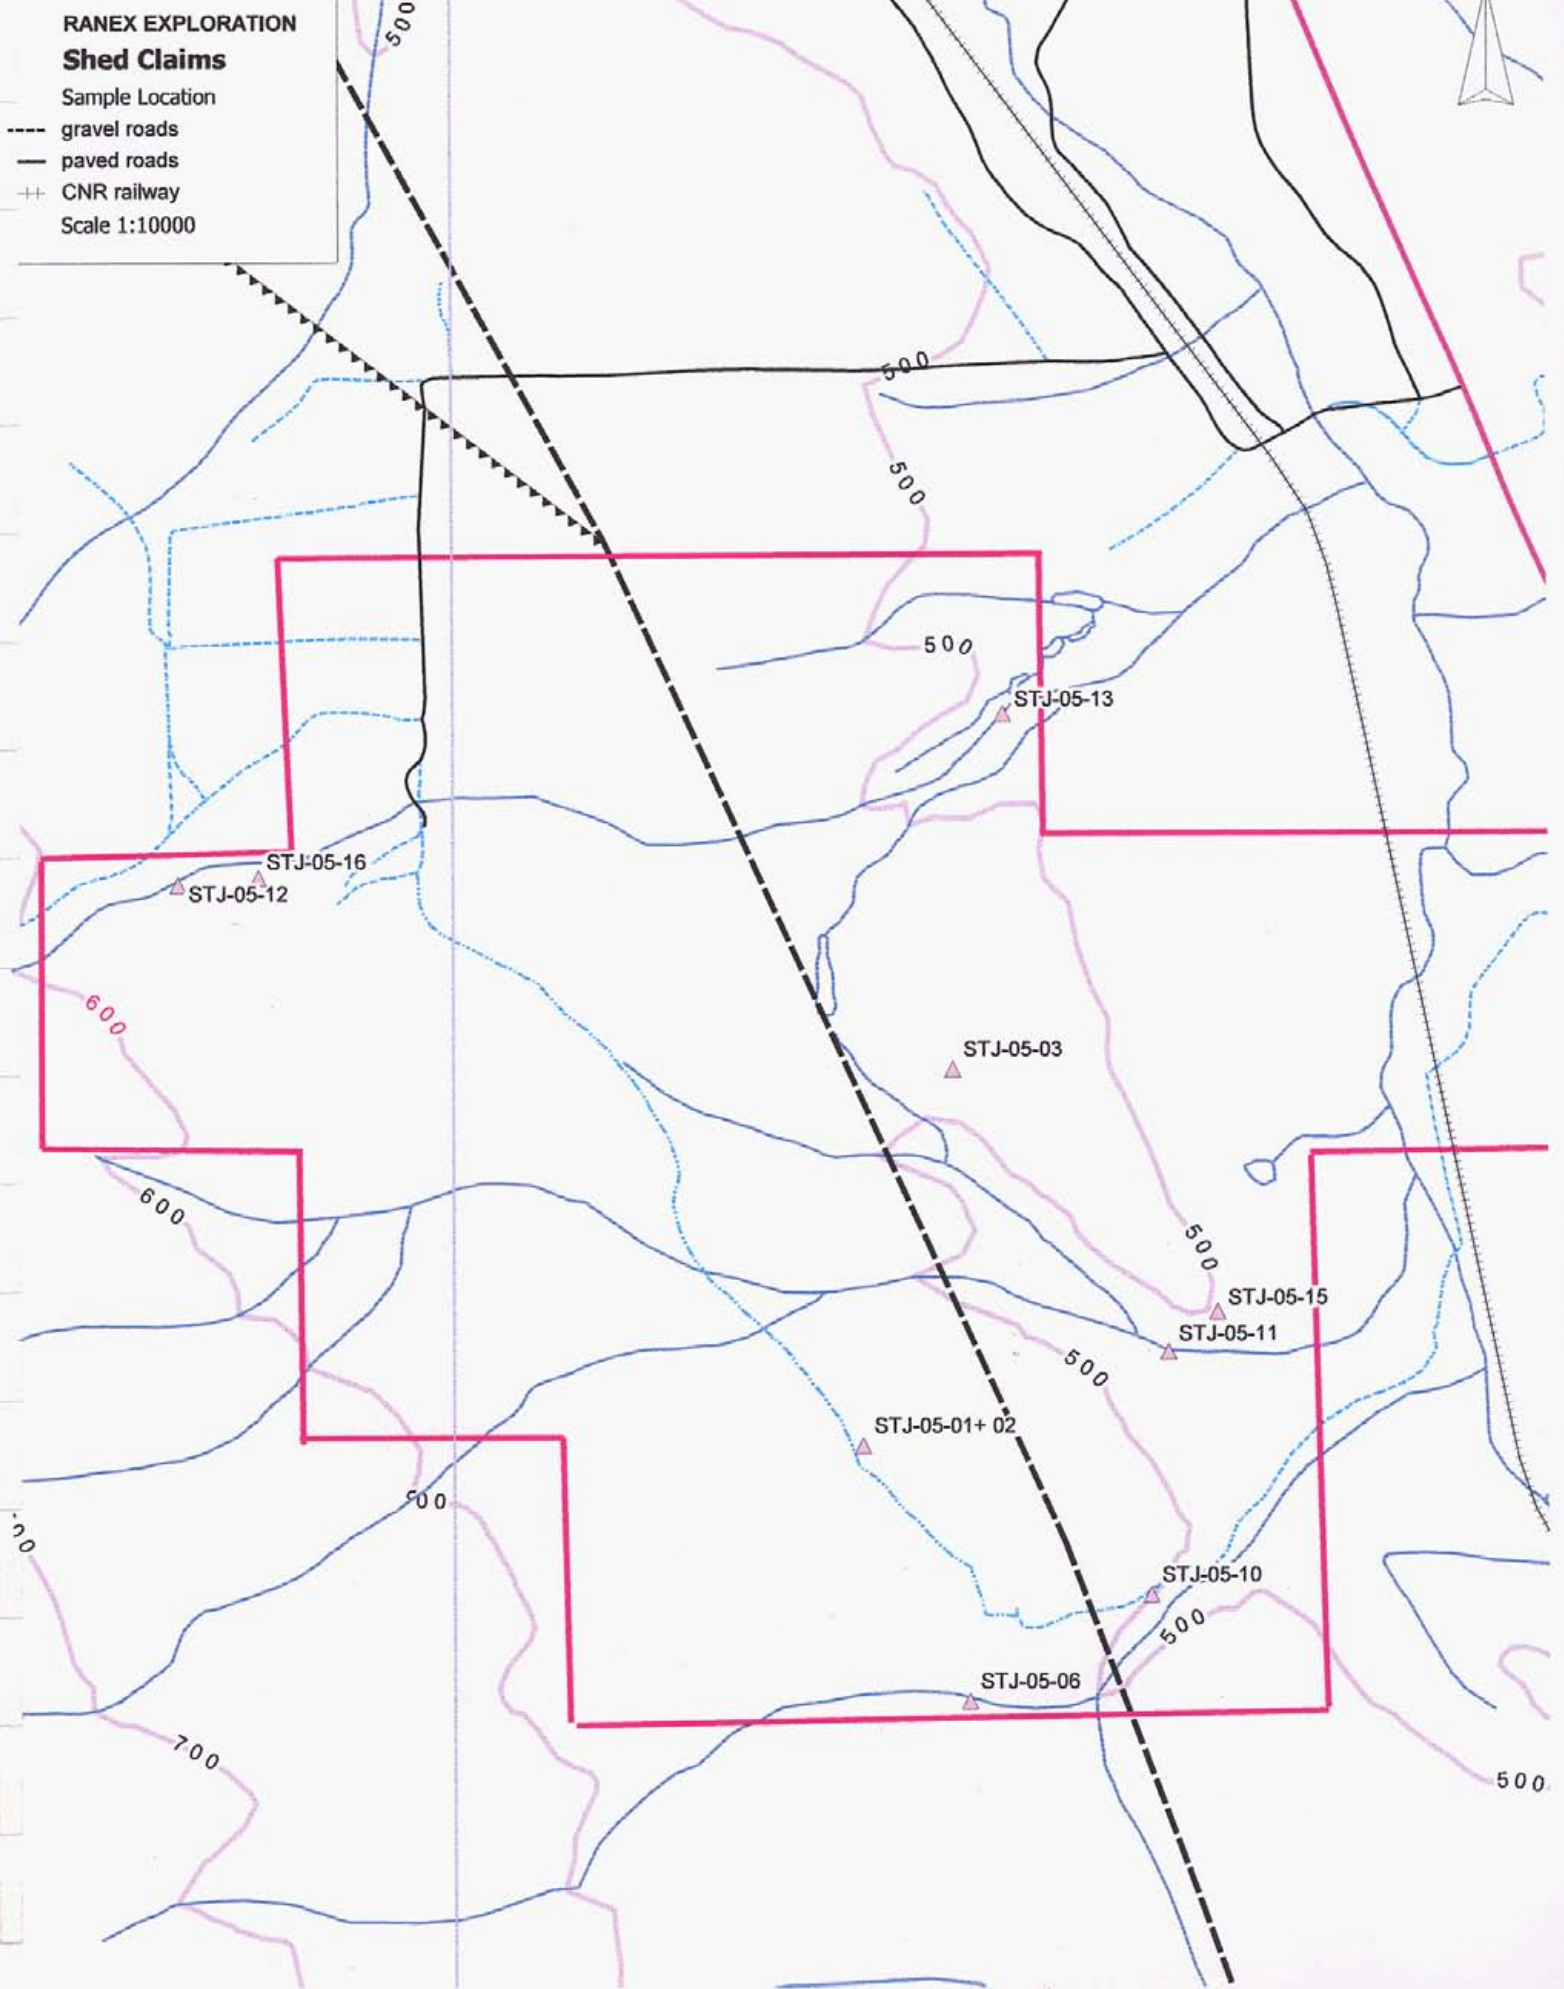 RANEX EXPLORATION
Shed Claims
Sample Location
gravel roads
paved roads
CNR railway
Scale 1:10000
500
500
500
500
STJ-05-13
STJ-05-16
STJ-05-12
600
STJ-05-03
600
500
STJ-05-15
STJ-05-11
500
STJ-05-01+ 02
STJ-05-10
500
STJ-05-06
700
500